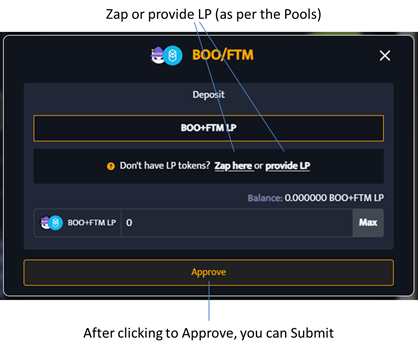 Zap or provide LP (as per the Pools)
BOO/FTM
Deposit
BOO+FTM LP
Don't have LP tokens? Zap here or provide LP
Balance: 0.000000 BOO+FTM LP
BOO+FTM LP 0 Max
Approve
After clicking to Approve, you can Submit